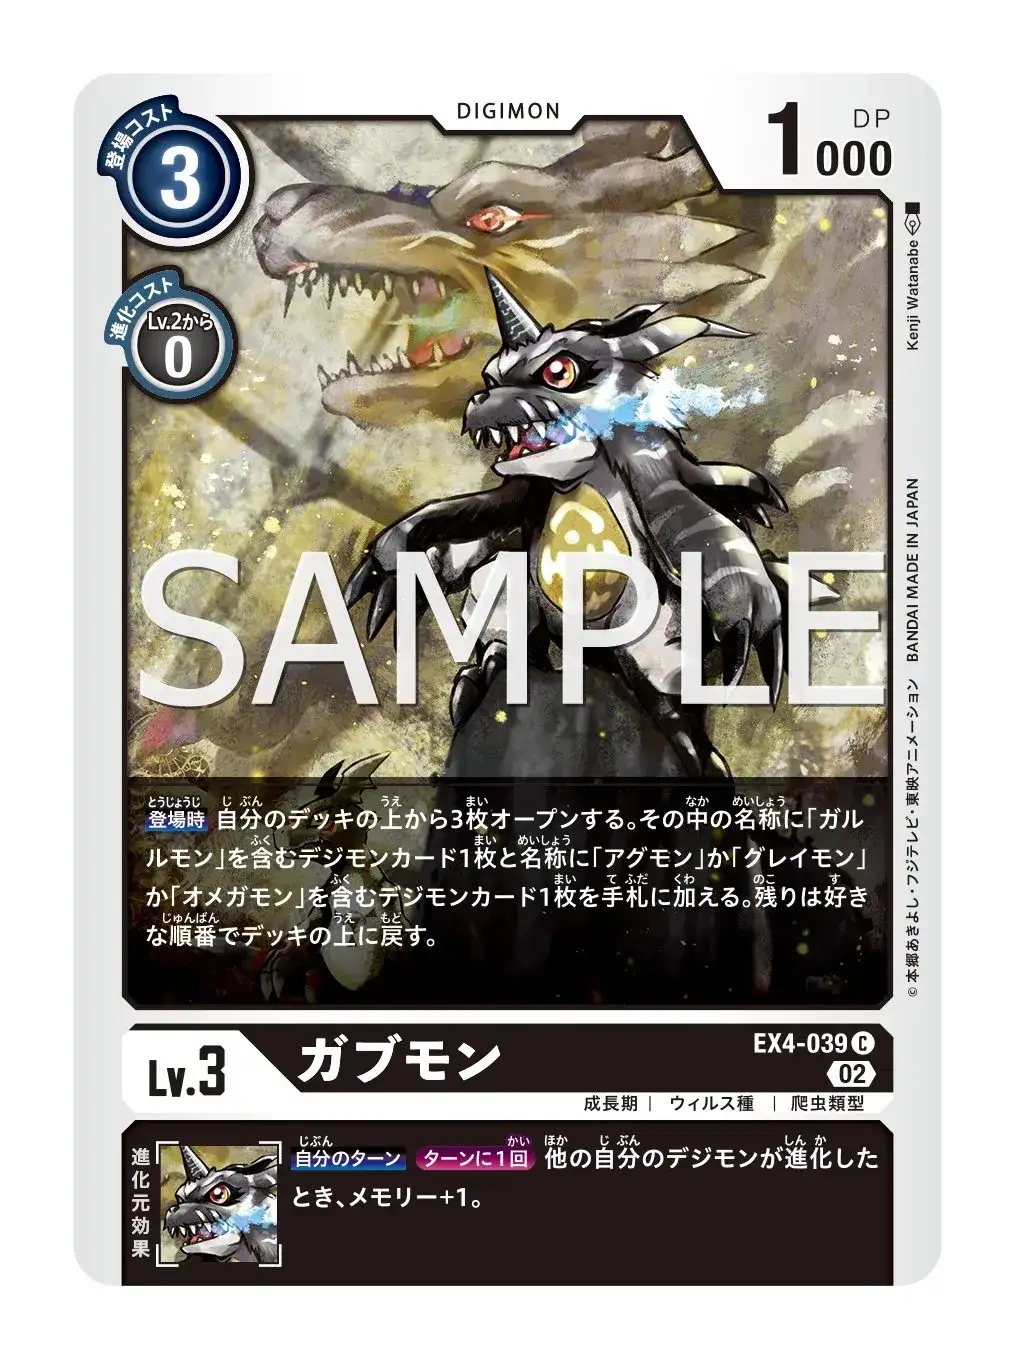 DIGIMON
登場コスト
3
1000
DP
進化コスト
Lv.2から
0
Kenji Watanabe
BANDAI MADE IN JAPAN
©本郷あきよし・フジテレビ・東映アニメーション
SAMPLE
登場時 自分のデッキの上から3枚オープンする。その中の名称に「ガル
ルモン」を含むデジモンカード1枚と名称に「アグモン」か「グレイモン」
か「オメガモン」を含むデジモンカード1枚を手札に加える。残りは好き
な順番でデッキの上に戻す。
Lv.3
ガブモン
EX4-039 C
02
成長期 | ウィルス種 | 爬虫類型
進化元効果
自分のターン ターンに1回 他の自分のデジモンが進化した
とき、メモリー+1。